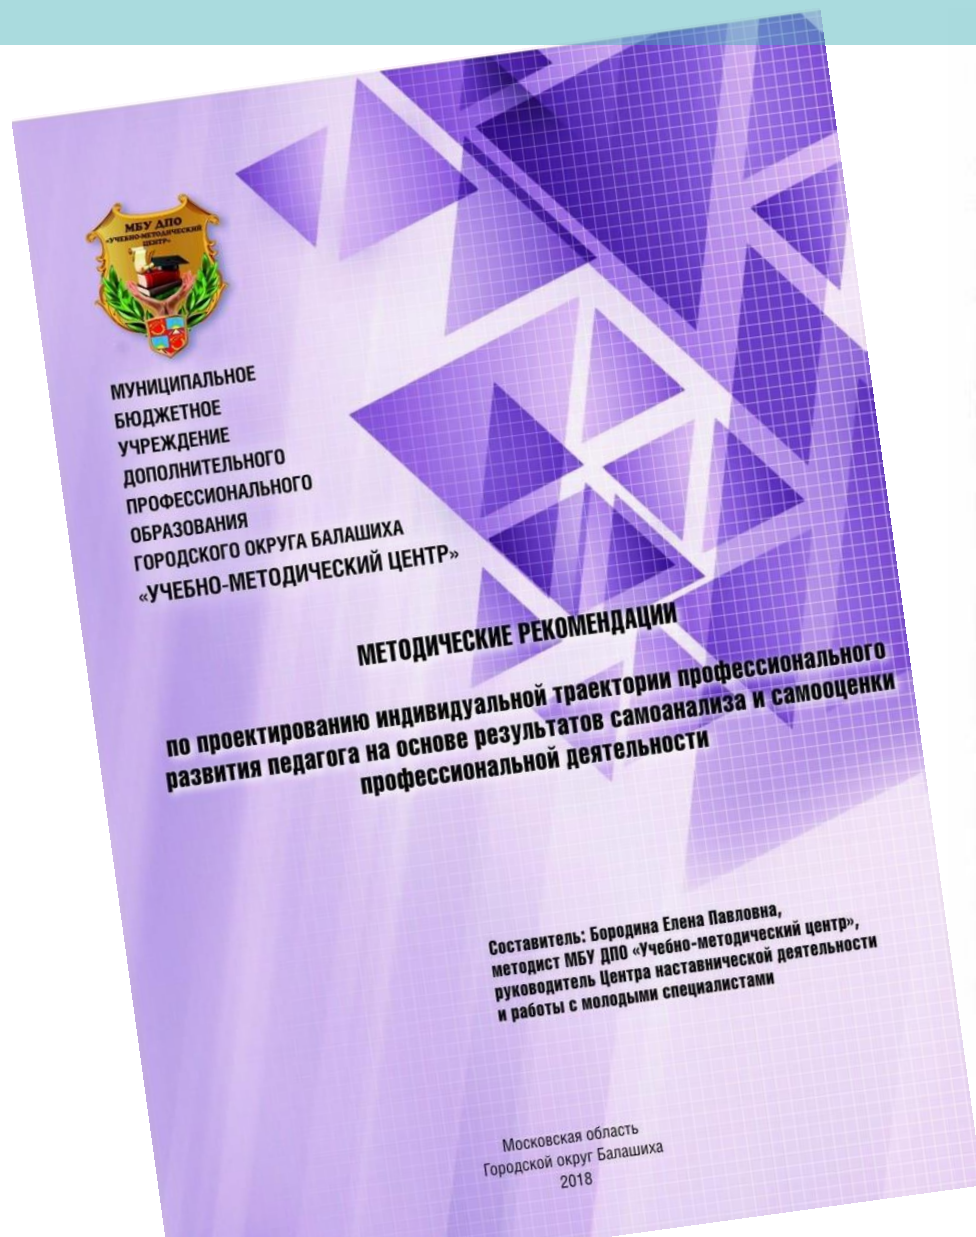 МБУ ДПО
«УЧЕБНО-МЕТОДИЧЕСКИЙ
ЦЕНТР»
МУНИЦИПАЛЬНОЕ
БЮДЖЕТНОЕ
УЧРЕЖДЕНИЕ
ДОПОЛНИТЕЛЬНОГО
ПРОФЕССИОНАЛЬНОГО
ОБРАЗОВАНИЯ
ГОРОДСКОГО ОКРУГА БАЛАШИХА
«УЧЕБНО-МЕТОДИЧЕСКИЙ ЦЕНТР»
МЕТОДИЧЕСКИЕ РЕКОМЕНДАЦИИ
по проектированию индивидуальной траектории профессионального
развития педагога на основе результатов самоанализа и самооценки
профессиональной деятельности
Составитель: Бородина Елена Павловна,
методист МБУ ДПО «Учебно-методический центр»,
руководитель Центра наставнической деятельности
и работы с молодыми специалистами
Московская область
Городской округ Балашиха
2018